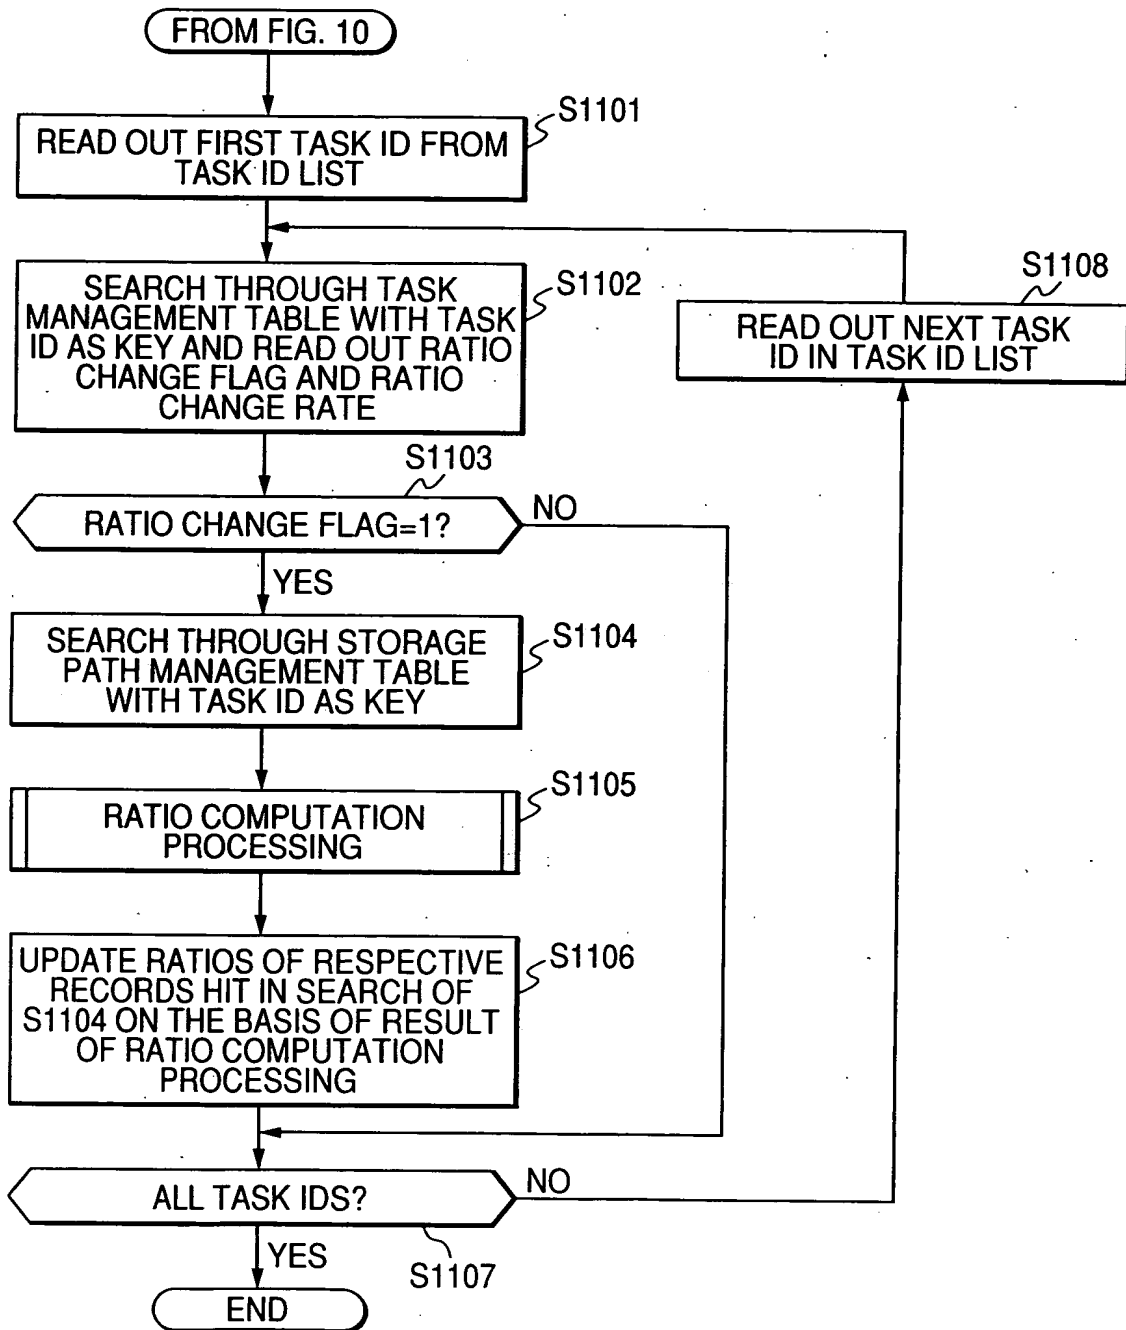 FROM FIG. 10
S1101
READ OUT FIRST TASK ID FROM
TASK ID LIST
S1102
SEARCH THROUGH TASK
MANAGEMENT TABLE WITH TASK
ID AS KEY AND READ OUT RATIO
CHANGE FLAG AND RATIO
CHANGE RATE
S1108
READ OUT NEXT TASK
ID IN TASK ID LIST
S1103
RATIO CHANGE FLAG=1?
NO
YES
S1104
SEARCH THROUGH STORAGE
PATH MANAGEMENT TABLE
WITH TASK ID AS KEY
S1105
RATIO COMPUTATION
PROCESSING
S1106
UPDATE RATIOS OF RESPECTIVE
RECORDS HIT IN SEARCH OF
S1104 ON THE BASIS OF RESULT
OF RATIO COMPUTATION
PROCESSING
ALL TASK IDS?
NO
YES
S1107
END